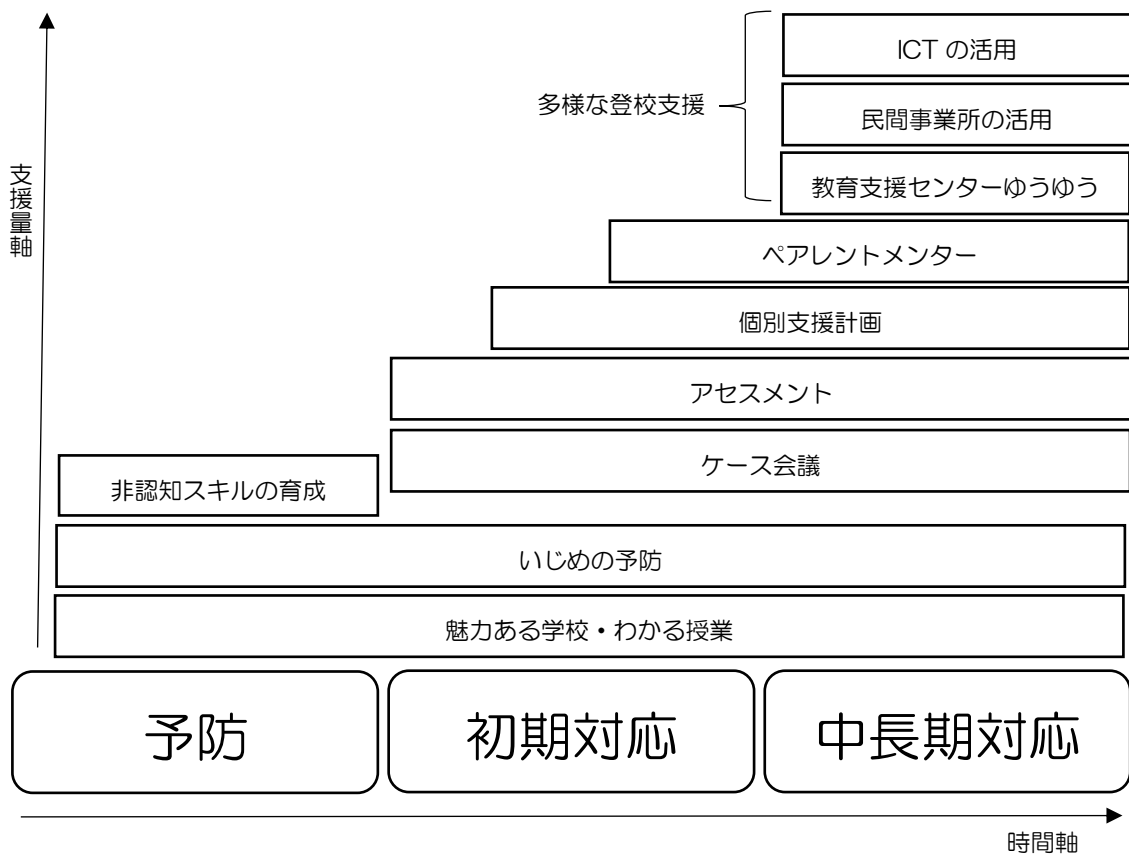 ICT の活用
多様な登校支援
民間事業所の活用
教育支援センターゆうゆう
支援量軸
ペアレントメンター
個別支援計画
アセスメント
ケース会議
非認知スキルの育成
いじめの予防
魅力ある学校・わかる授業
予防
初期対応
中長期対応
時間軸